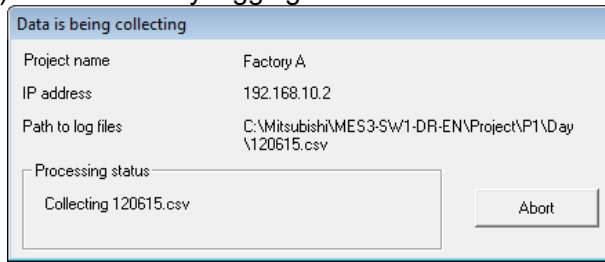 Data is being collecting
Project name Factory A
IP address 192.168.10.2
Path to log files C:\Mitsubishi\MES3-SW1-DR-EN\Project\P1\Day
\120615.csv
Processing status
Collecting 120615.csv
Abort